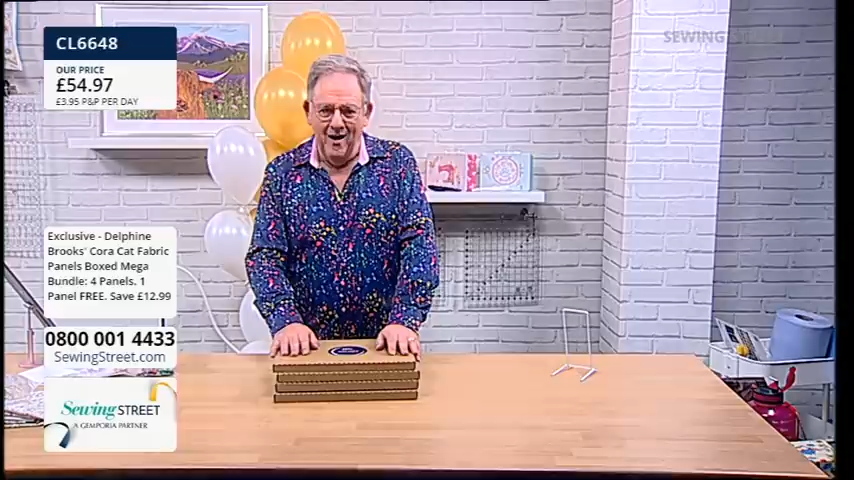 CL6648
OUR PRICE
£54.97
£3.95 P&P PER DAY
SEWINGSTREET
Exclusive - Delphine
Brooks' Cora Cat Fabric
Panels Boxed Mega
Bundle: 4 Panels. 1
Panel FREE. Save £12.99
0800 001 4433
SewingStreet.com
Sewing STREET
A GEMPORIA PARTNER